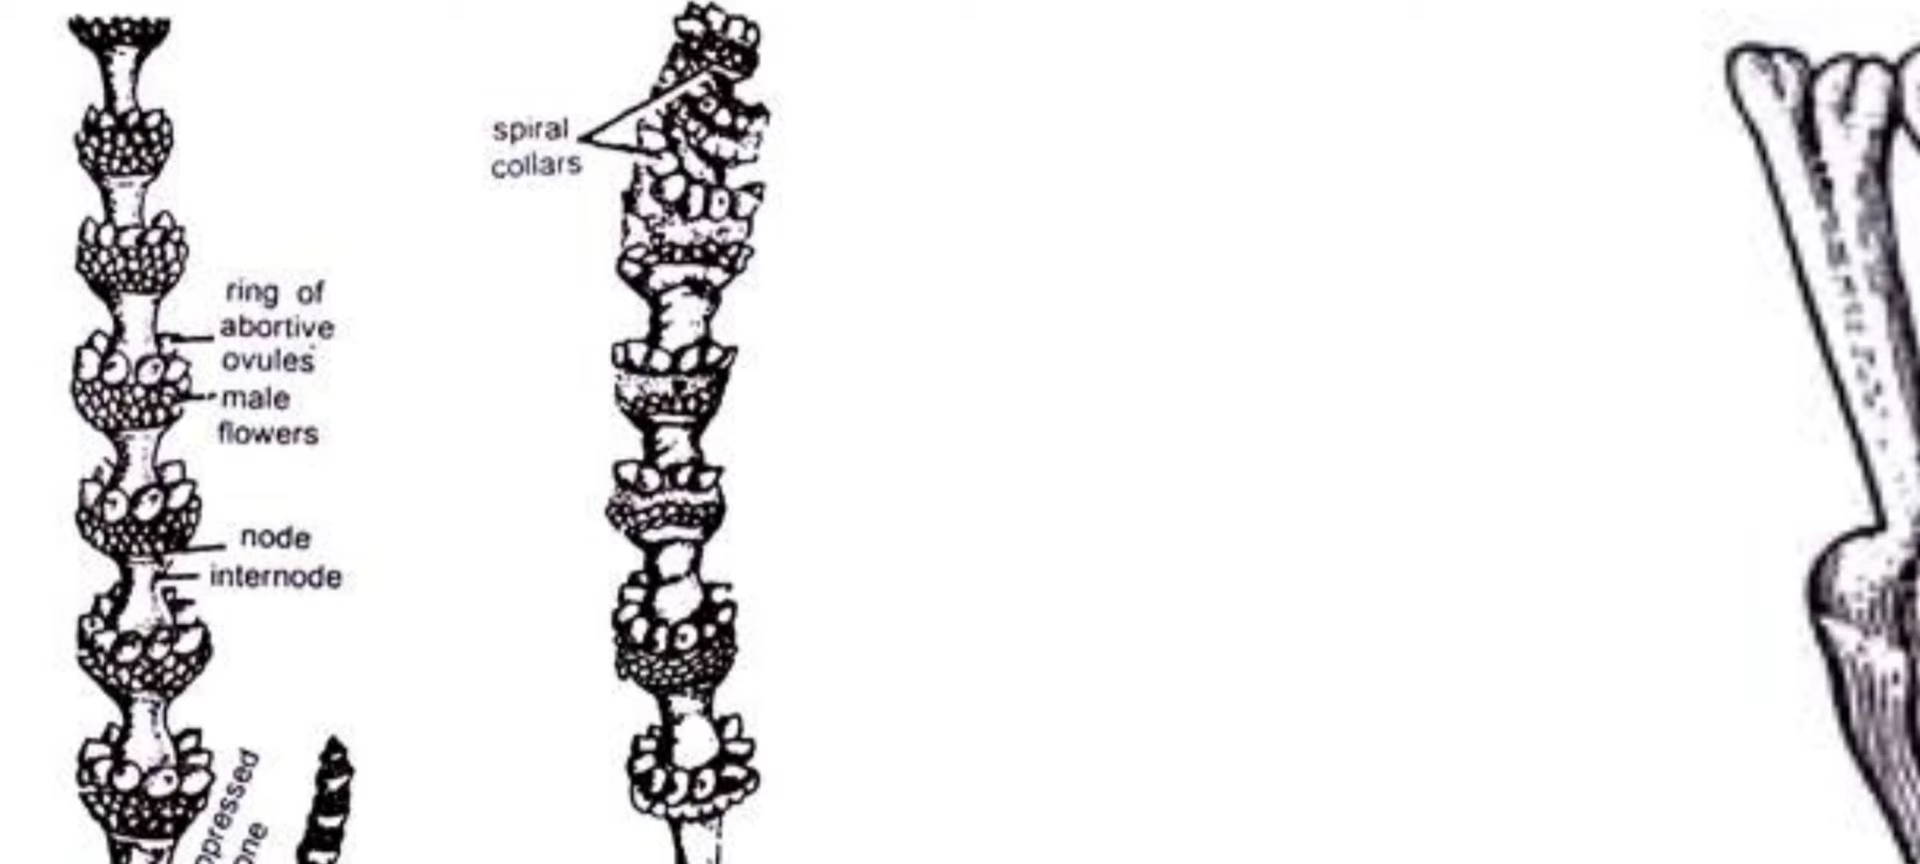 spiral
collars
ring of
abortive
ovules
male
flowers
node
internode